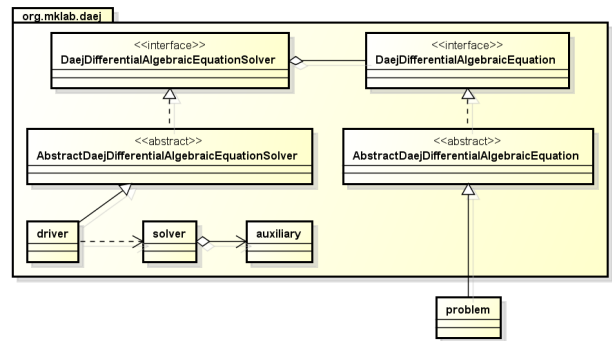 org.mklab.daej
<<interface>>
DaejDifferentialAlgebraicEquationSolver
<<interface>>
DaejDifferentialAlgebraicEquation
<<abstract>>
AbstractDaejDifferentialAlgebraicEquationSolver
<<abstract>>
AbstractDaejDifferentialAlgebraicEquation
driver
solver
auxiliary
problem